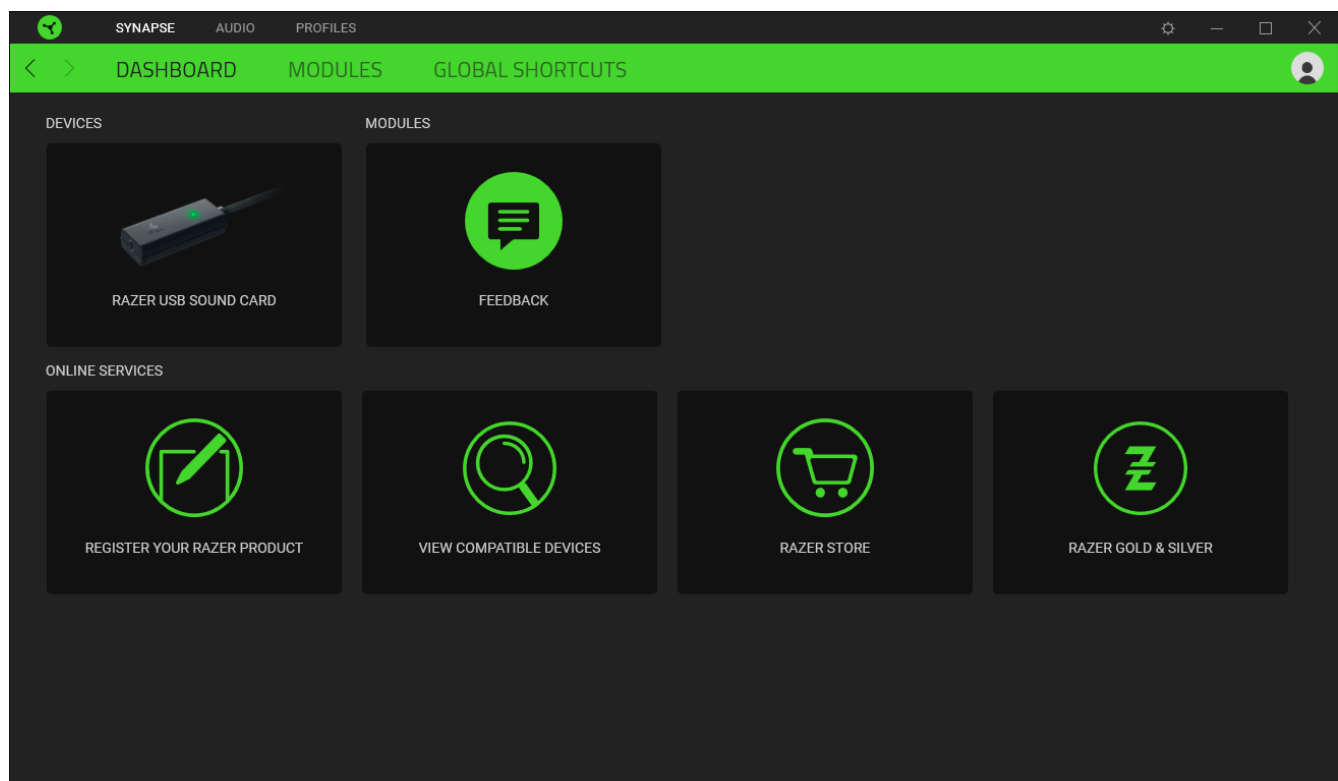 SYNAPSE AUDIO PROFILES
DASHBOARD MODULES GLOBAL SHORTCUTS
DEVICES MODULES
RAZER USB SOUND CARD FEEDBACK
ONLINE SERVICES
REGISTER YOUR RAZER PRODUCT VIEW COMPATIBLE DEVICES RAZER STORE RAZER GOLD & SILVER